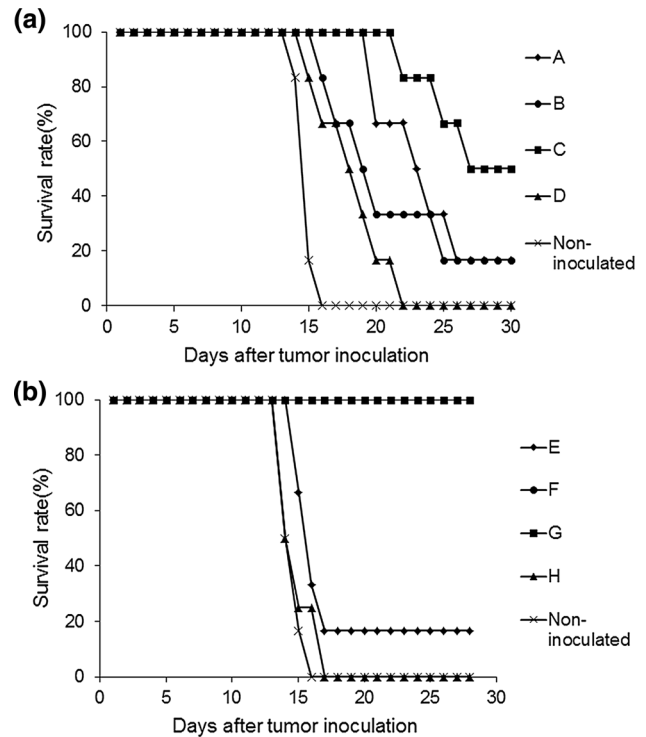 (a)
100
80
60
40
20
0
Survival rate(%)
0 5 10 15 20 25 30
Days after tumor inoculation
A
B
C
D
Non-
inoculated
(b)
100
80
60
40
20
0
Survival rate(%)
0 5 10 15 20 25 30
Days after tumor inoculation
E
F
G
H
Non-
inoculated